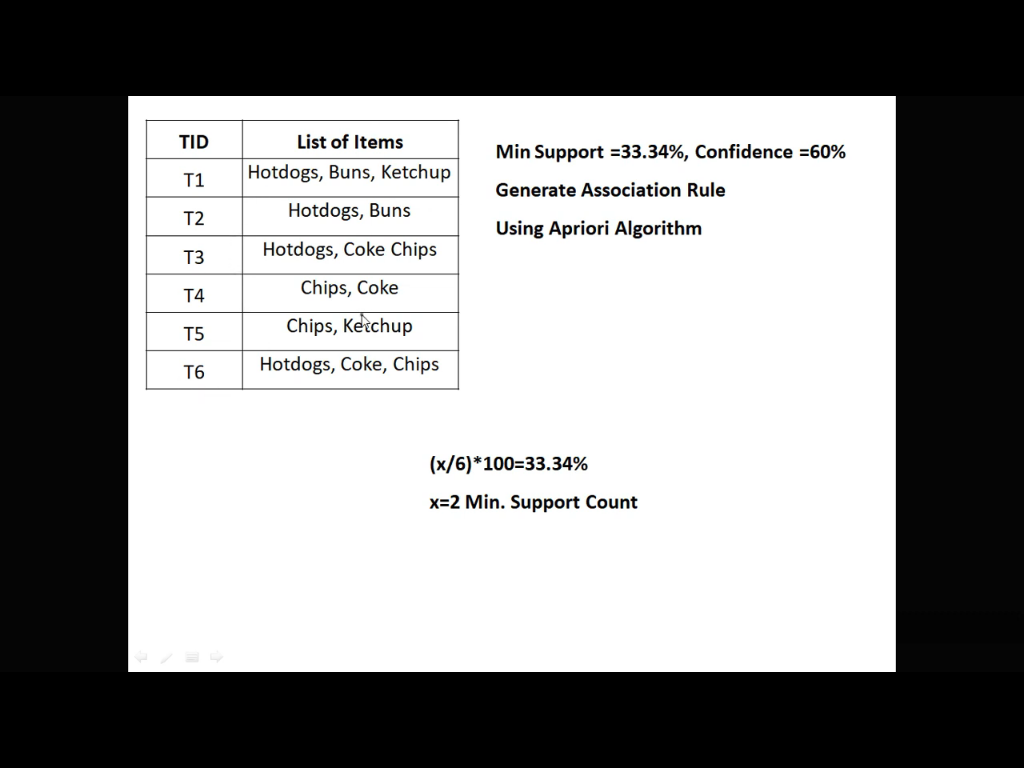 TID List of Items
T1 Hotdogs, Buns, Ketchup
T2 Hotdogs, Buns
T3 Hotdogs, Coke Chips
T4 Chips, Coke
T5 Chips, Ketchup
T6 Hotdogs, Coke, Chips
Min Support =33.34%, Confidence =60%
Generate Association Rule
Using Apriori Algorithm
(x/6)*100=33.34%
x=2 Min. Support Count